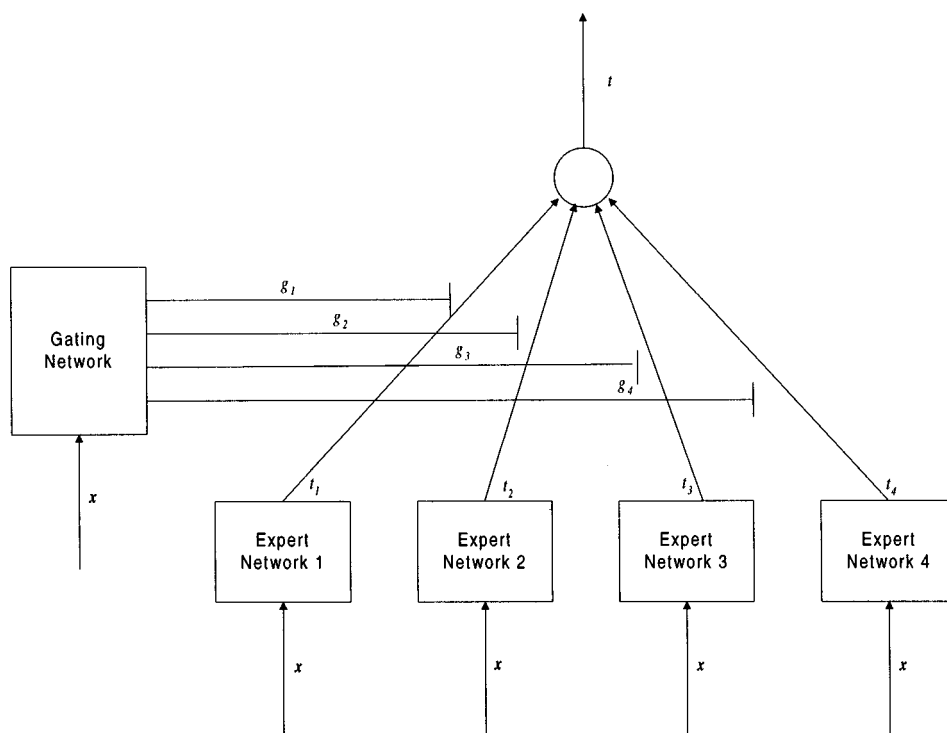 t
g1
g2
g3
g4
Gating
Network
x
t1
t2
t3
t4
Expert
Network 1
Expert
Network 2
Expert
Network 3
Expert
Network 4
x
x
x
x